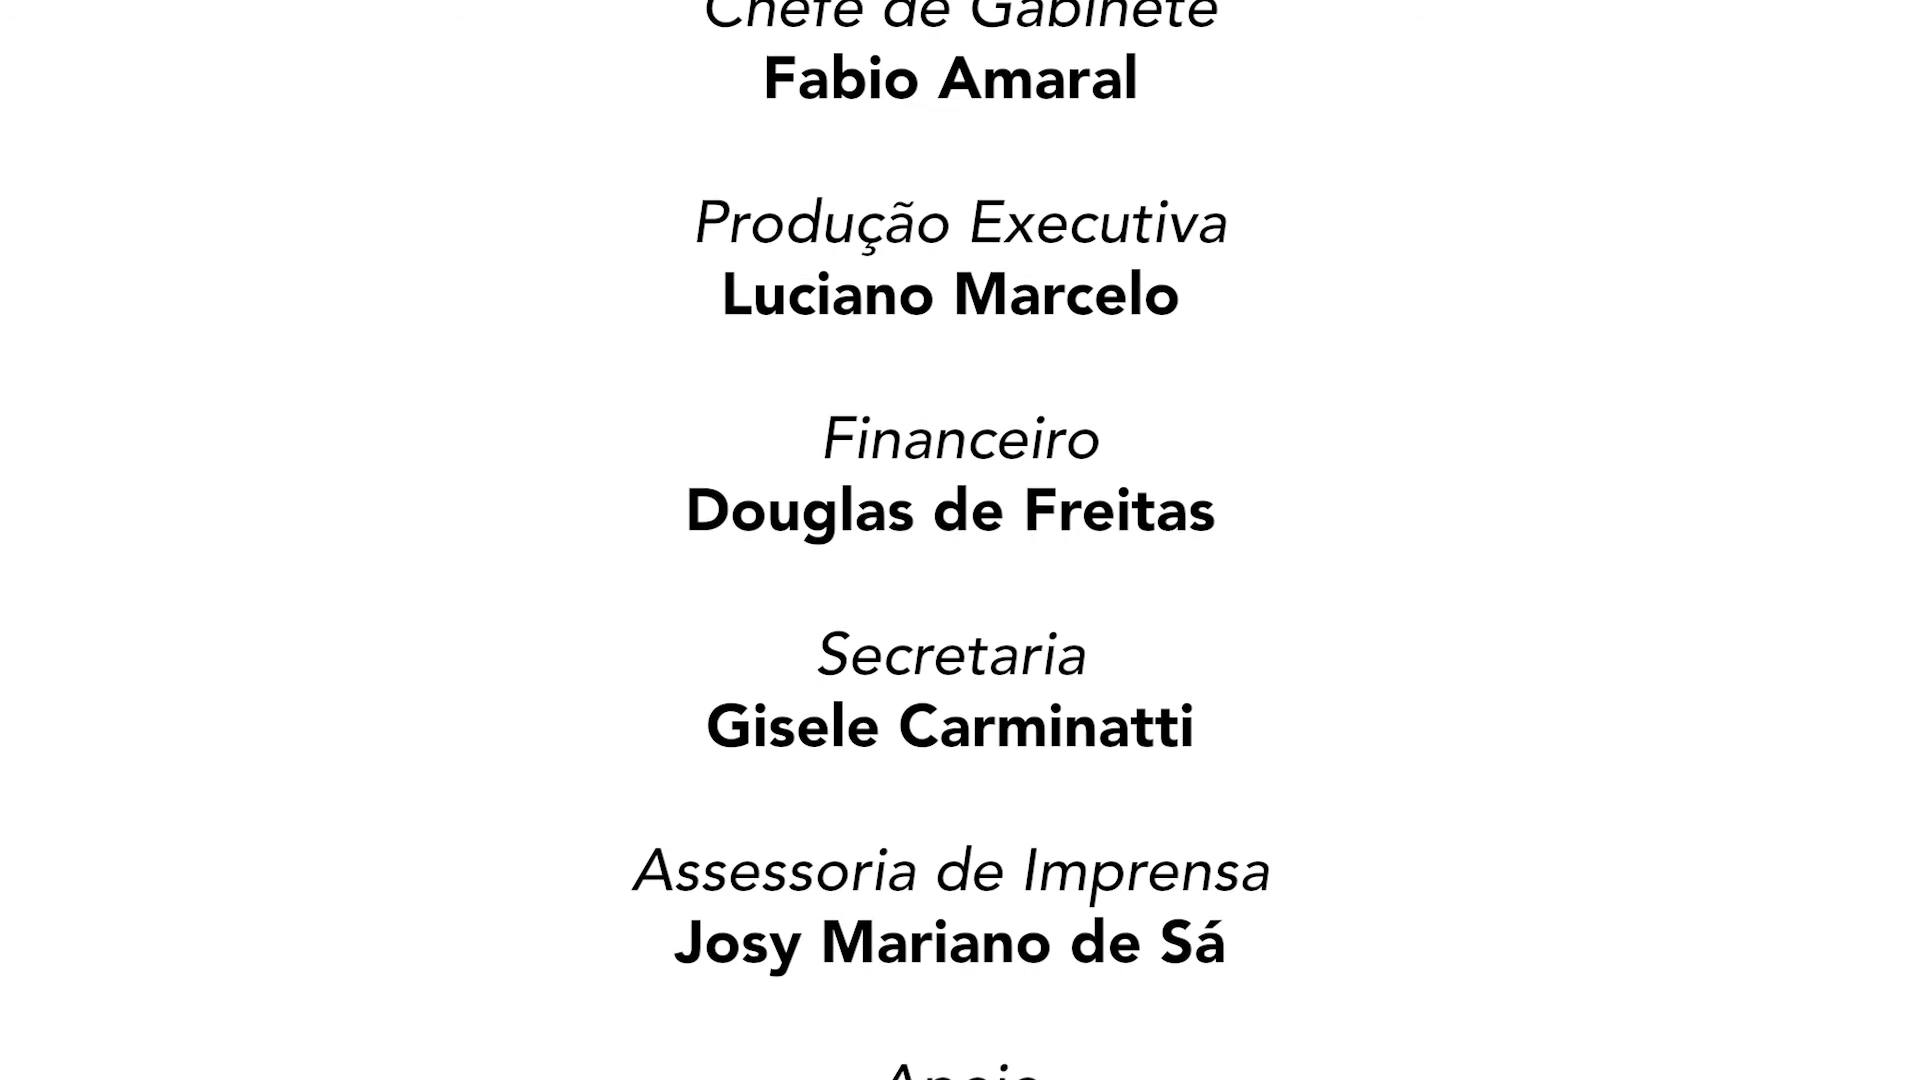 Chefe de Gabinete
Fabio Amaral
Produção Executiva
Luciano Marcelo
Financeiro
Douglas de Freitas
Secretaria
Gisele Carminatti
Assessoria de Imprensa
Josy Mariano de Sá
Apoio